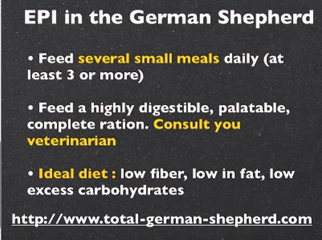 EPI in the German Shepherd
• Feed several small meals daily (at
least 3 or more)
• Feed a highly digestible, palatable,
complete ration. Consult you
veterinarian
• Ideal diet : low fiber, low in fat, low
excess carbohydrates
http://www.total-german-shepherd.com